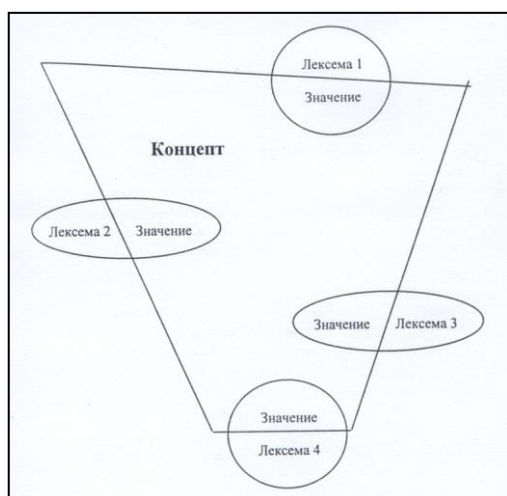 Лексема 1
Значение
Концепт
Лексема 2 Значение
Значение Лексема 3
Значение
Лексема 4